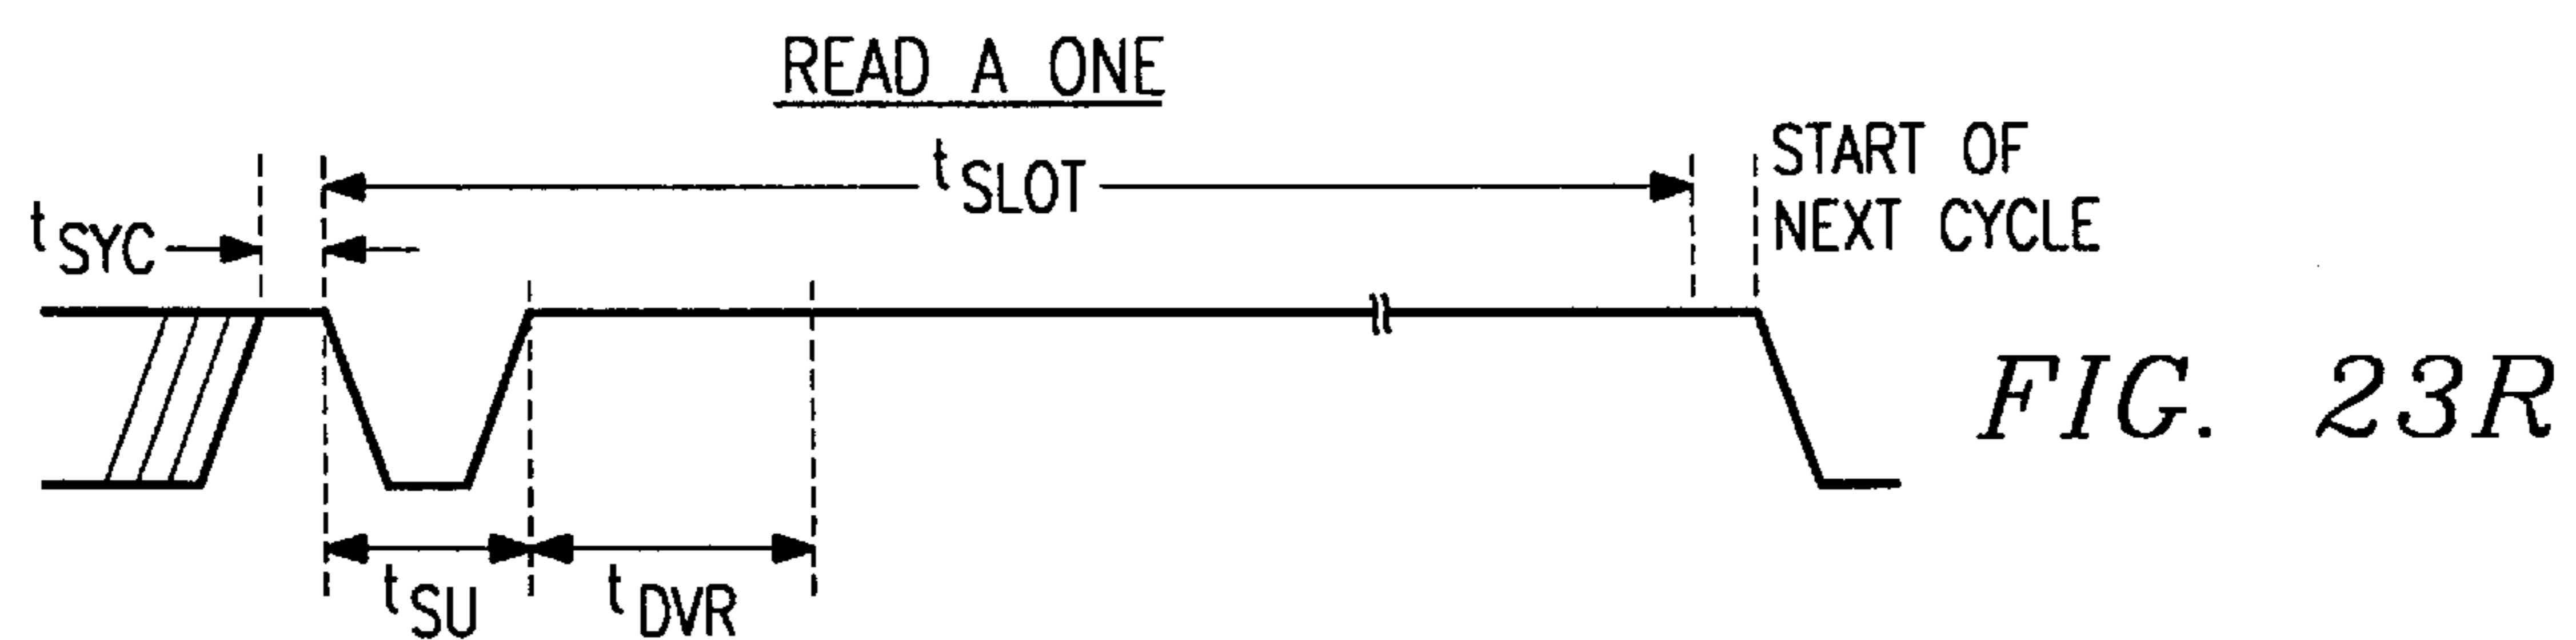 READ A ONE
tSLOT
START OF
NEXT CYCLE
tSYC
FIG. 23R
tSU
tDVR